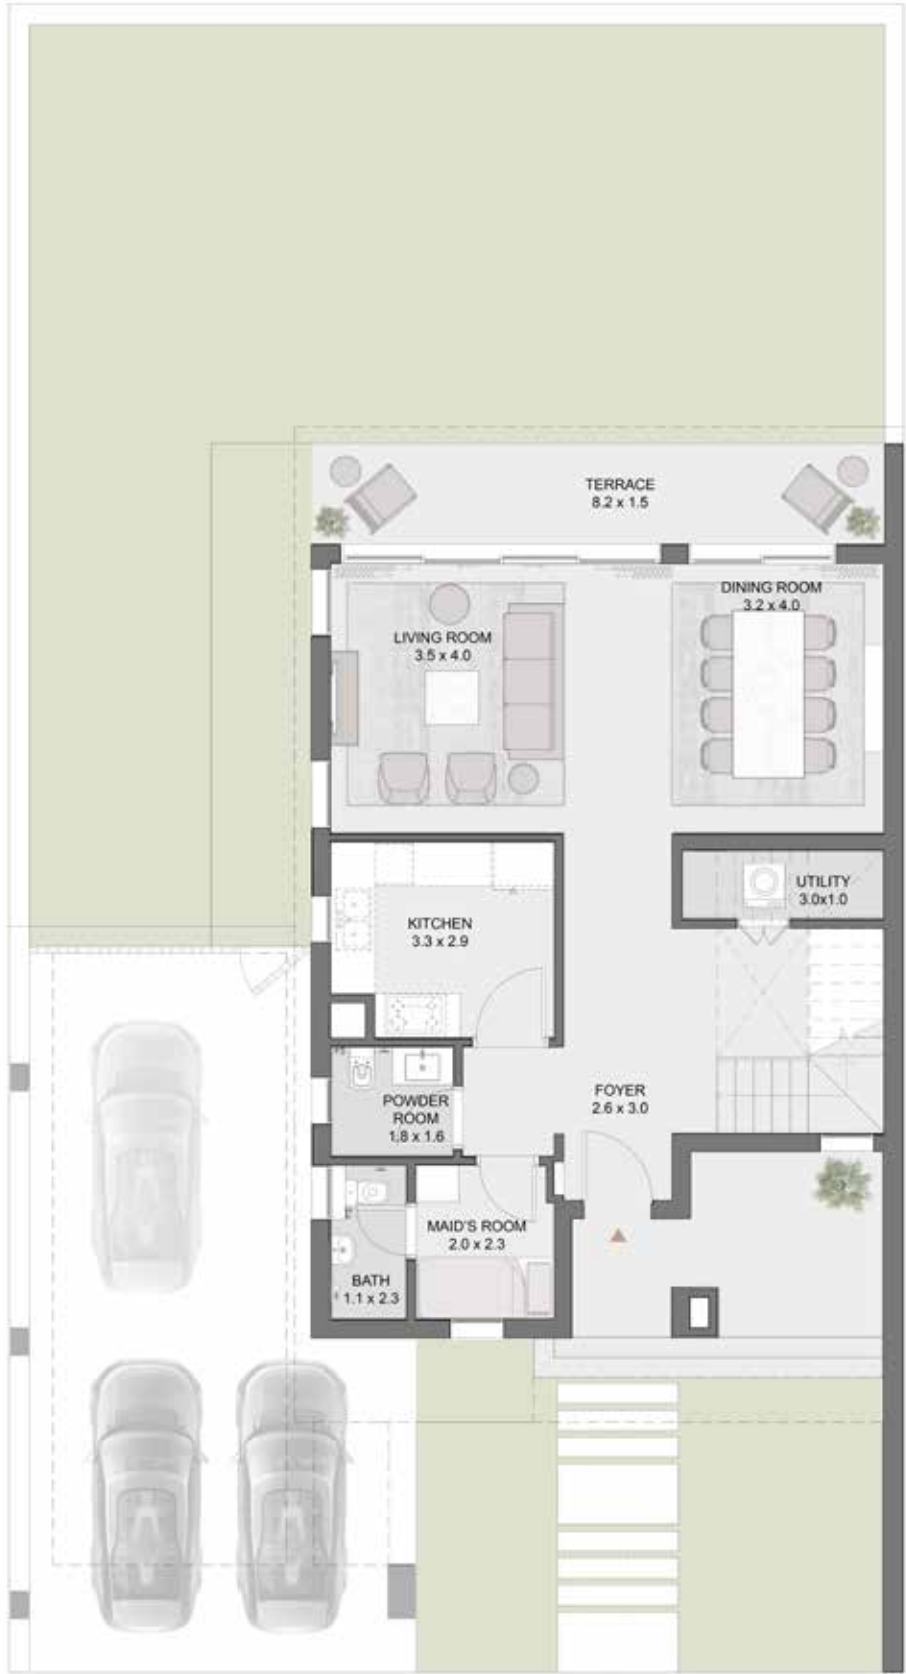 TERRACE
8.2 x 1.5
DINING ROOM
3.2 x 4.0
LIVING ROOM
3.5 x 4.0
UTILITY
3.0x1.0
KITCHEN
3.3 x 2.9
FOYER
2.6 x 3.0
POWDER
ROOM
1.8 x 1.6
MAID'S ROOM
2.0 x 2.3
BATH
1.1 x 2.3